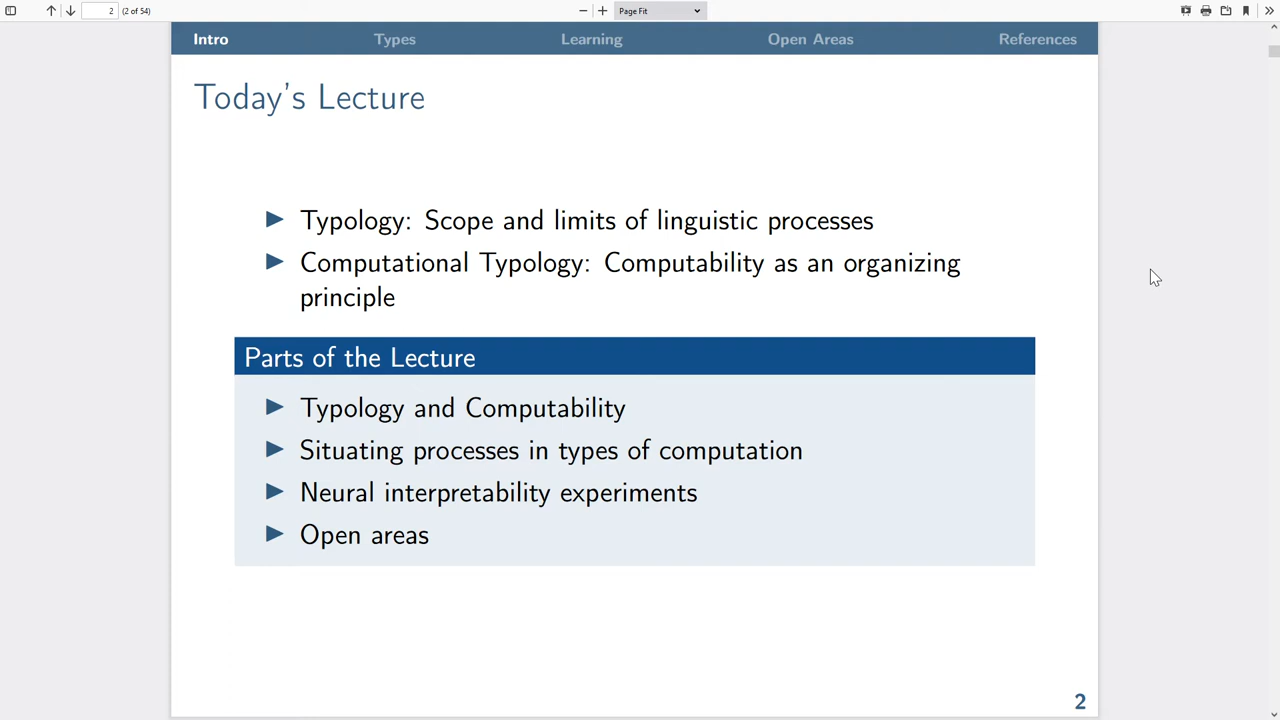 2 (2 of 54) Page Fit
Intro Types Learning Open Areas References
Today's Lecture
Typology: Scope and limits of linguistic processes
Computational Typology: Computability as an organizing
principle
Parts of the Lecture
Typology and Computability
Situating processes in types of computation
Neural interpretability experiments
Open areas
2